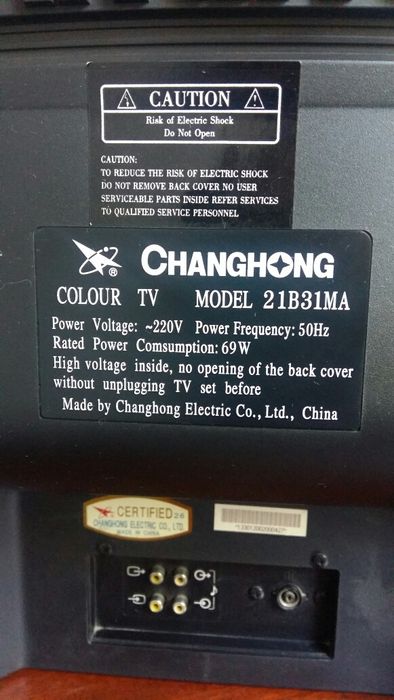 CAUTION
Risk of Electric Shock
Do Not Open
CAUTION:
TO REDUCE THE RISK OF ELECTRIC SHOCK
DO NOT REMOVE BACK COVER NO USER
SERVICEABLE PARTS INSIDE REFER SERVICES
TO QUALIFIED SERVICE PERSONNEL
® CHANGHONG
COLOUR TV MODEL 21B31MA
Power Voltage: ~220V Power Frequency: 50Hz
Rated Power Comsumption: 69W
High voltage inside, no opening of the back cover
without unplugging TV set before
Made by Changhong Electric Co., Ltd., China
CERTIFIED 26
CHANGHONG ELECTRIC CO., LTD
MADE IN CHINA